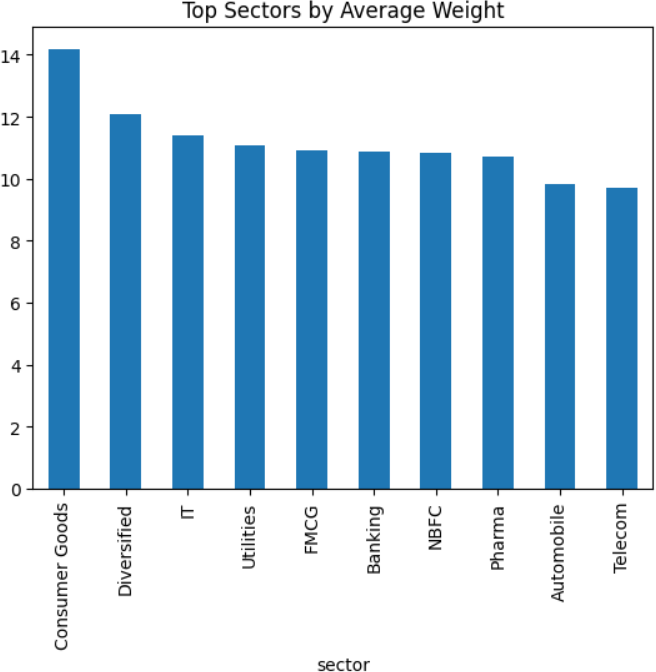 Top Sectors by Average Weight
14
12
10
8
6
4
2
0
Consumer Goods
Diversified
IT
Utilities
FMCG
Banking
NBFC
Pharma
Automobile
Telecom
sector